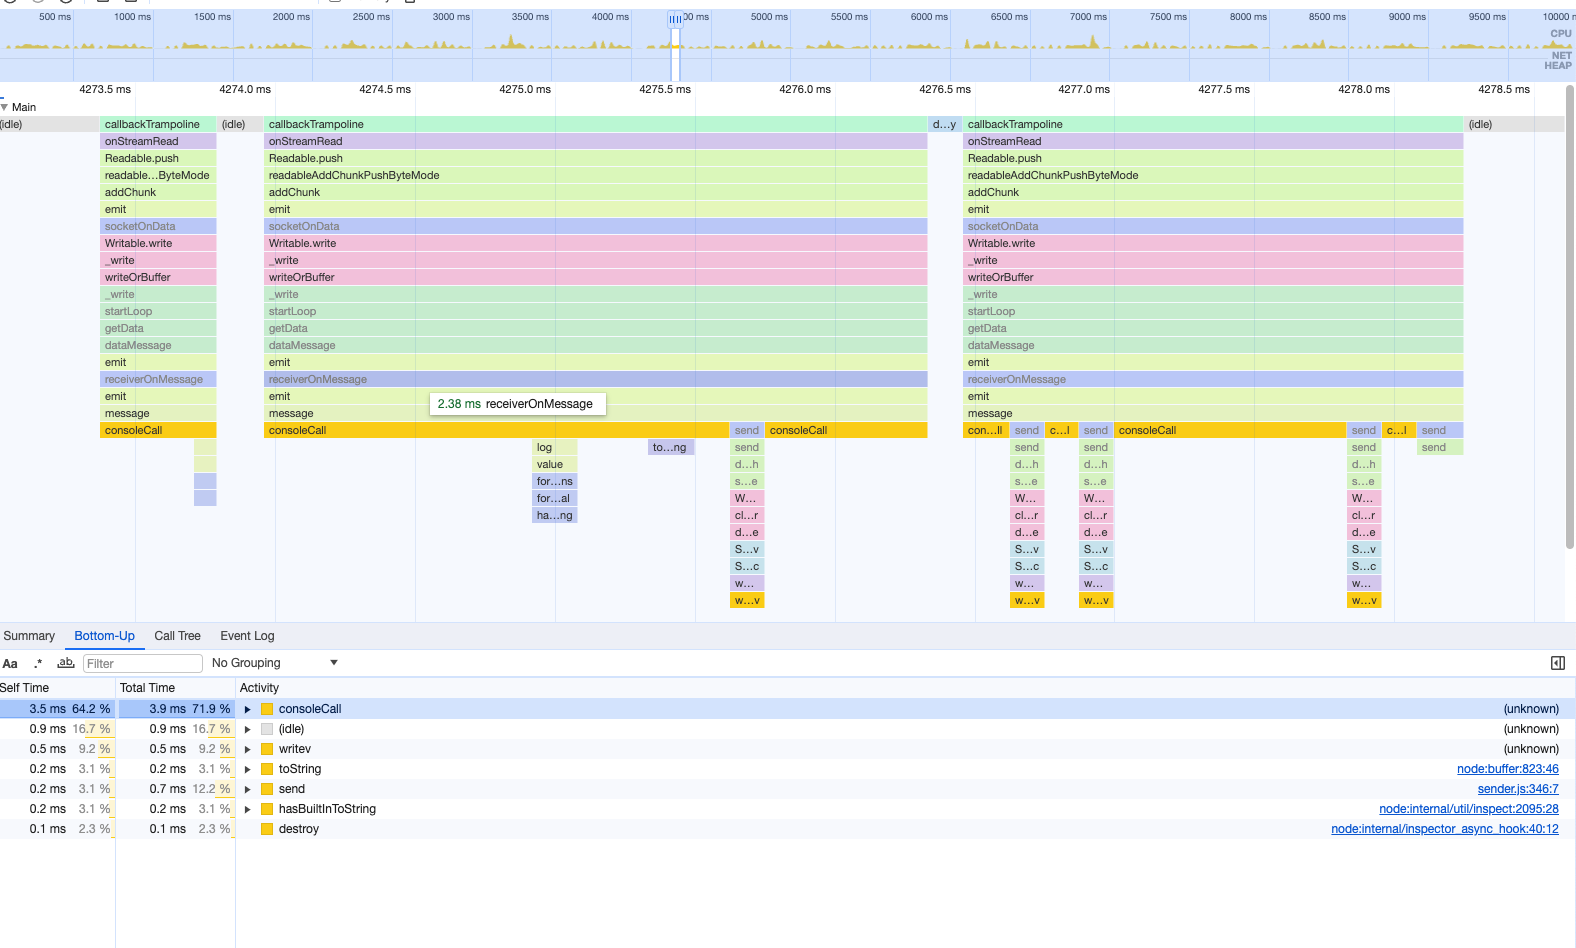 500 ms 1000 ms 1500 ms 2000 ms 2500 ms 3000 ms 3500 ms 4000 ms 00 ms 5000 ms 5500 ms 6000 ms 6500 ms 7000 ms 7500 ms 8000 ms 8500 ms 9000 ms 9500 ms 10000 m
CPU
NET
HEAP
4273.5 ms 4274.0 ms 4274.5 ms 4275.0 ms 4275.5 ms 4276.0 ms 4276.5 ms 4277.0 ms 4277.5 ms 4278.0 ms 4278.5 ms
Main
(idle) callbackTrampoline (idle) callbackTrampoline d…y callbackTrampoline (idle)
onStreamRead onStreamRead onStreamRead
Readable.push Readable.push Readable.push
readable…ByteMode readableAddChunkPushByteMode readableAddChunkPushByteMode
addChunk addChunk addChunk
emit emit emit
socketOnData socketOnData socketOnData
Writable.write Writable.write Writable.write
_write _write _write
writeOrBuffer writeOrBuffer writeOrBuffer
_write _write _write
startLoop startLoop startLoop
getData getData getData
dataMessage dataMessage dataMessage
emit emit emit
receiverOnMessage receiverOnMessage receiverOnMessage
emit emit emit
2.38 ms receiverOnMessage
message message message
consoleCall consoleCall send consoleCall con…ll send c…l send consoleCall send c…l send
log to…ng send send send send send
value d…h d…h d…h d…h
for…ns s…e s…e s…e s…e
for…al W… W… W… W…
ha…ng cl…r cl…r cl…r cl…r
d…e d…e d…e d…e
S…v S…v S…v S…v
S…c S…c S…c S…c
w… w… w… w…
w…v w…v w…v w…v
Summary Bottom-Up Call Tree Event Log
Aa .* ab Filter No Grouping
Self Time Total Time Activity
3.5 ms 64.2 % 3.9 ms 71.9 % consoleCall (unknown)
0.9 ms 16.7 % 0.9 ms 16.7 % (idle) (unknown)
0.5 ms 9.2 % 0.5 ms 9.2 % writev (unknown)
0.2 ms 3.1 % 0.2 ms 3.1 % toString node:buffer:823:46
0.2 ms 3.1 % 0.7 ms 12.2 % send sender.js:346:7
0.2 ms 3.1 % 0.2 ms 3.1 % hasBuiltInToString node:internal/util/inspect:2095:28
0.1 ms 2.3 % 0.1 ms 2.3 % destroy node:internal/inspector_async_hook:40:12